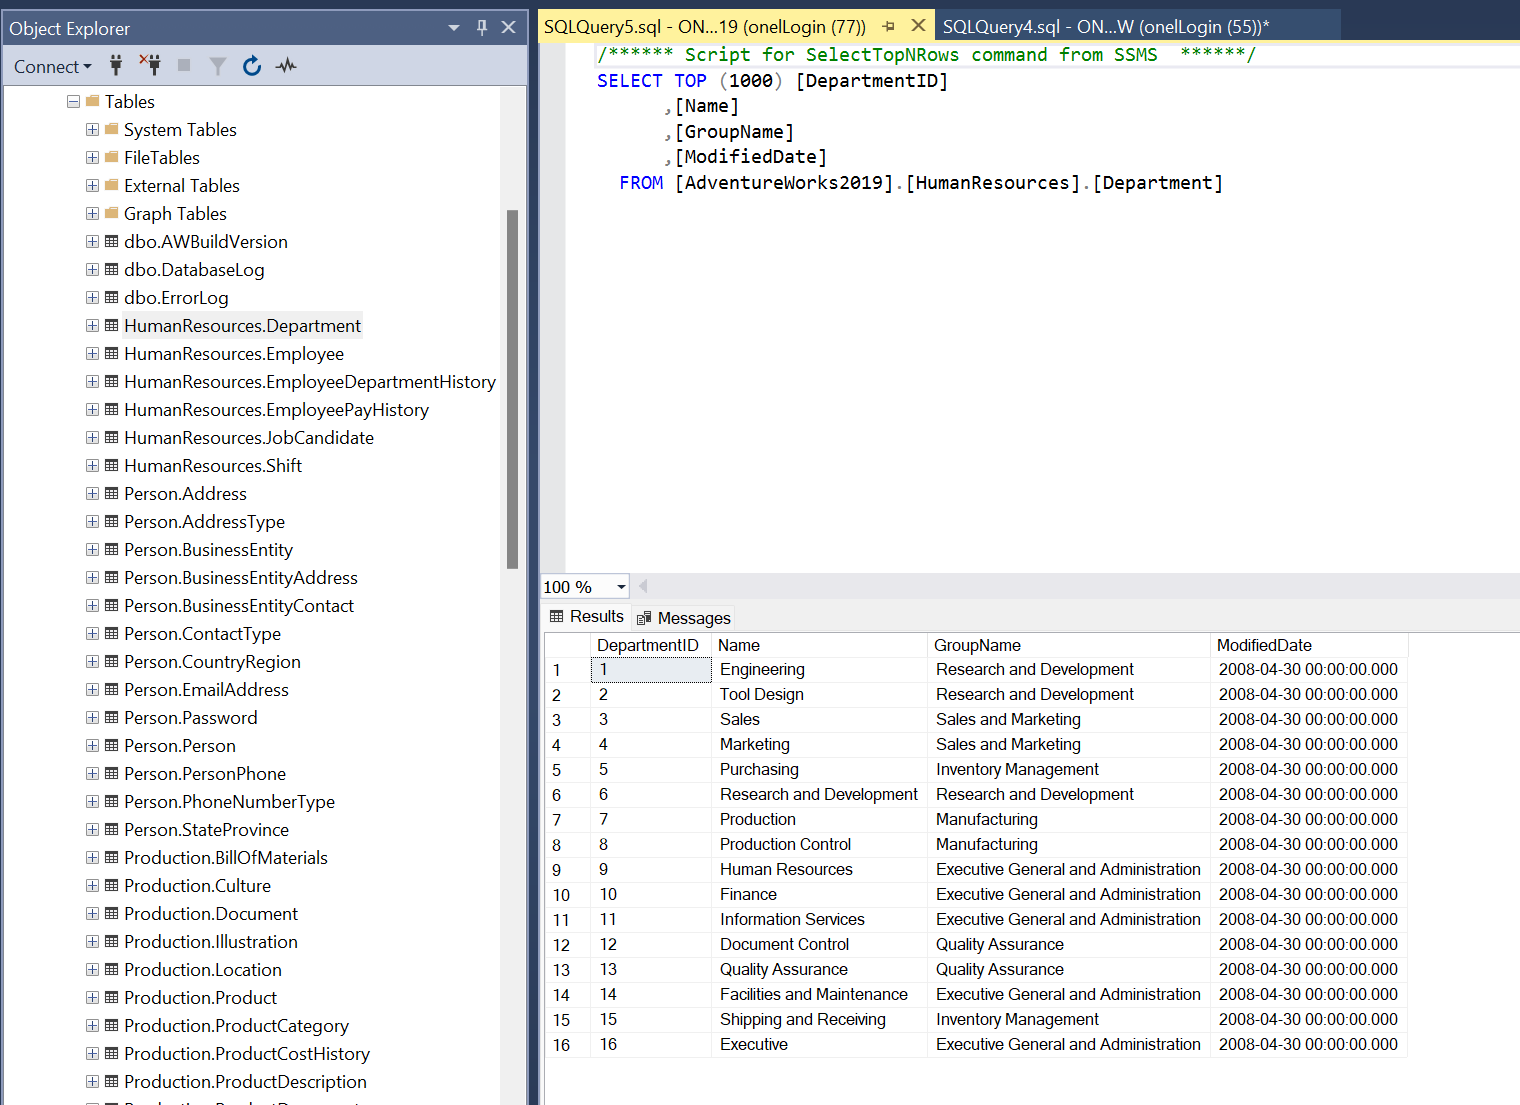 Object Explorer
Connect
Tables
System Tables
FileTables
External Tables
Graph Tables
dbo.AWBuildVersion
dbo.DatabaseLog
dbo.ErrorLog
HumanResources.Department
HumanResources.Employee
HumanResources.EmployeeDepartmentHistory
HumanResources.EmployeePayHistory
HumanResources.JobCandidate
HumanResources.Shift
Person.Address
Person.AddressType
Person.BusinessEntity
Person.BusinessEntityAddress
Person.BusinessEntityContact
Person.ContactType
Person.CountryRegion
Person.EmailAddress
Person.Password
Person.Person
Person.PersonPhone
Person.PhoneNumberType
Person.StateProvince
Production.BillOfMaterials
Production.Culture
Production.Document
Production.Illustration
Production.Location
Production.Product
Production.ProductCategory
Production.ProductCostHistory
Production.ProductDescription
SQLQuery5.sql - ON...19 (onelLogin (77)) SQLQuery4.sql - ON...W (onelLogin (55))*
/****** Script for SelectTopNRows command from SSMS ******/
SELECT TOP (1000) [DepartmentID]
,[Name]
,[GroupName]
,[ModifiedDate]
FROM [AdventureWorks2019].[HumanResources].[Department]
100 %
Results Messages
DepartmentID Name GroupName ModifiedDate
1 1 Engineering Research and Development 2008-04-30 00:00:00.000
2 2 Tool Design Research and Development 2008-04-30 00:00:00.000
3 3 Sales Sales and Marketing 2008-04-30 00:00:00.000
4 4 Marketing Sales and Marketing 2008-04-30 00:00:00.000
5 5 Purchasing Inventory Management 2008-04-30 00:00:00.000
6 6 Research and Development Research and Development 2008-04-30 00:00:00.000
7 7 Production Manufacturing 2008-04-30 00:00:00.000
8 8 Production Control Manufacturing 2008-04-30 00:00:00.000
9 9 Human Resources Executive General and Administration 2008-04-30 00:00:00.000
10 10 Finance Executive General and Administration 2008-04-30 00:00:00.000
11 11 Information Services Executive General and Administration 2008-04-30 00:00:00.000
12 12 Document Control Quality Assurance 2008-04-30 00:00:00.000
13 13 Quality Assurance Quality Assurance 2008-04-30 00:00:00.000
14 14 Facilities and Maintenance Executive General and Administration 2008-04-30 00:00:00.000
15 15 Shipping and Receiving Inventory Management 2008-04-30 00:00:00.000
16 16 Executive Executive General and Administration 2008-04-30 00:00:00.000